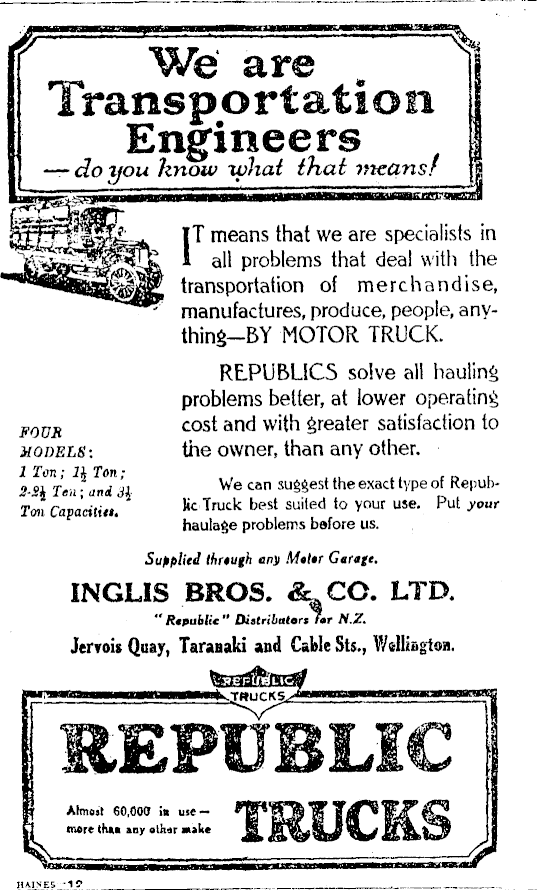 We are
Transportation
Engineers
—do you know what that means!
IT means that we are specialists in
all problems that deal with the
transportation of merchandise,
manufactures, produce, people, any-
thing—BY MOTOR TRUCK.
REPUBLICS solve all hauling
problems better, at lower operating
cost and with greater satisfaction to
the owner, than any other.
FOUR
MODELS:
1 Ton; 1½ Ton;
2-2½ Ton; and 3½
Ton Capacities.
We can suggest the exact type of Repub-
lic Truck best suited to your use. Put your
haulage problems before us.
Supplied through any Motor Garage.
INGLIS BROS. & CO. LTD.
"Republic" Distributors for N.Z.
Jervois Quay, Taranaki and Cable Sts., Wellington.
REPUBLIC
TRUCKS
REPUBLIC
TRUCKS
Almost 60,000 in use—
more than any other make
HAINES -12